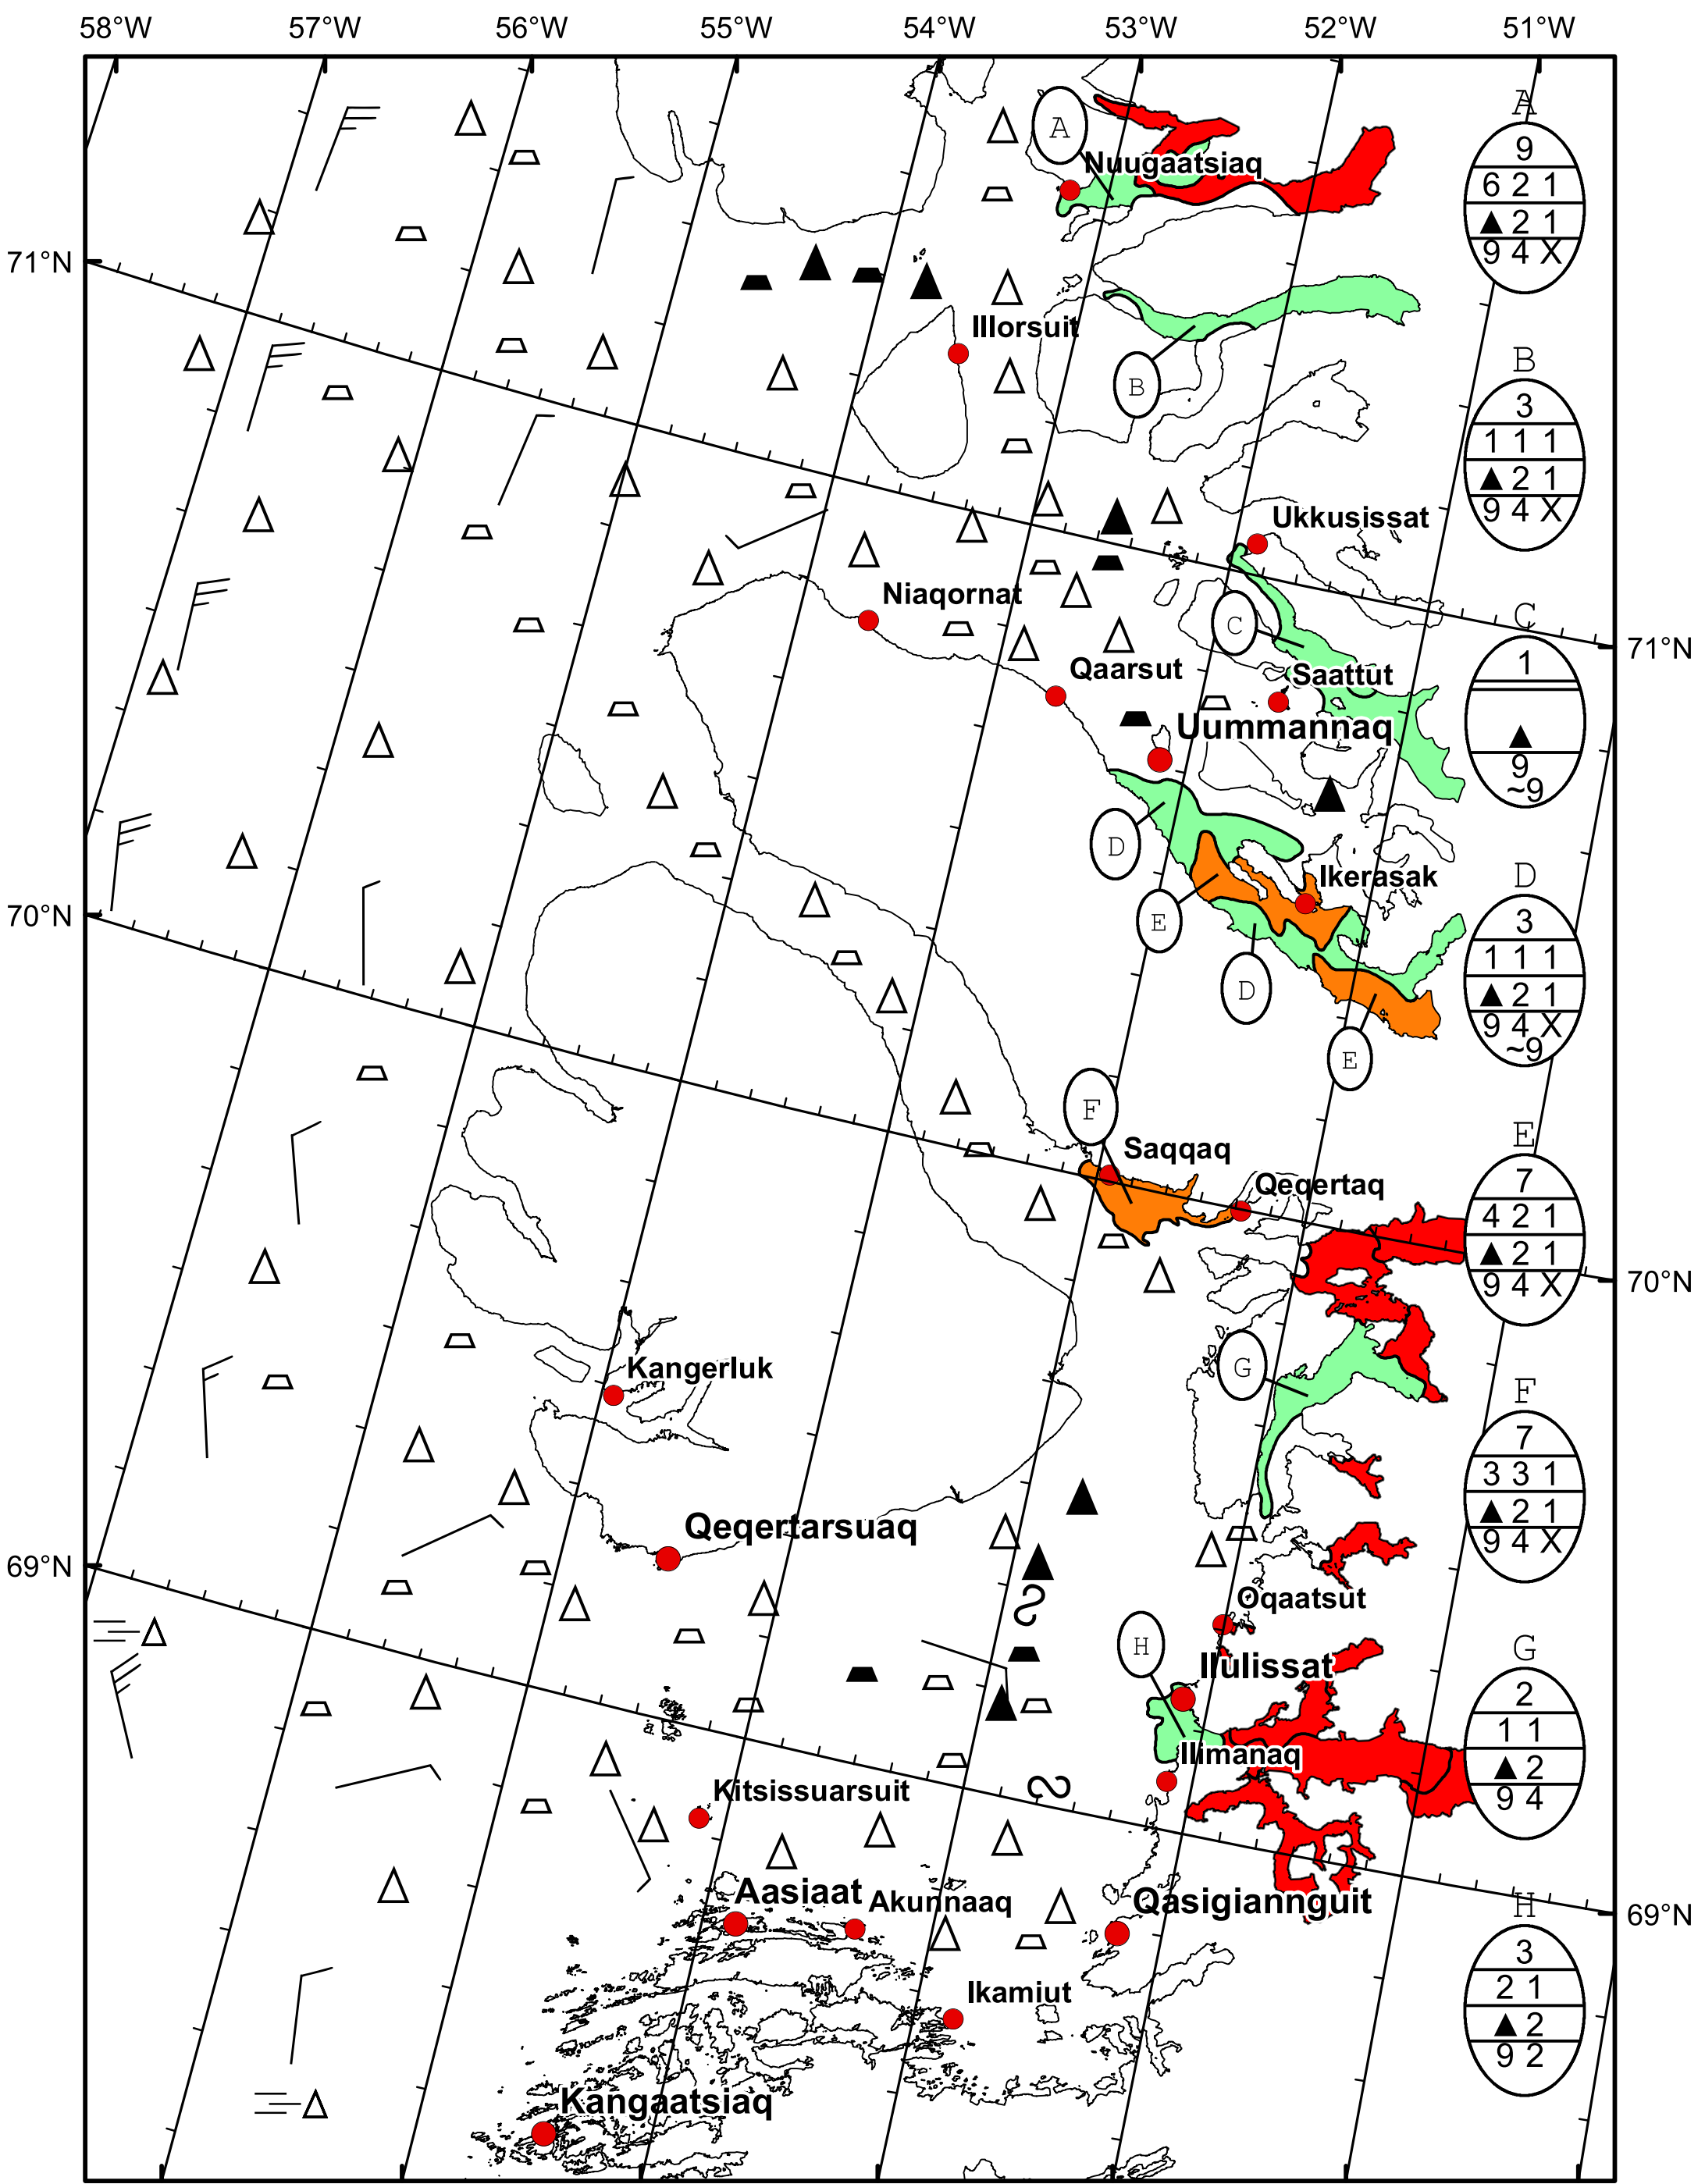 58°W 57°W 56°W 55°W 54°W 53°W 52°W 51°W
A
A
9
6 2 1
▲ 2 1
9 4 X
Nuugaatsiaq
71°N
Illorsuit
B
B
3
1 1 1
▲ 2 1
9 4 X
Ukkusissat
Niaqornat
C
C
1
▲
9
~9
71°N
Qaarsut
Saattut
Uummannaq
D
Ikerasak
E
D
D
3
1 1 1
▲ 2 1
9 4 X
~9
70°N
E
F
Saqqaq
Qeqertaq
E
7
4 2 1
▲ 2 1
9 4 X
70°N
G
Kangerluk
F
7
3 3 1
▲ 2 1
9 4 X
Qeqertarsuaq
69°N
Oqaatsut
H
Ilulissat
G
2
1 1
▲ 2
9 4
Ilimanaq
Kitsissuarsuit
Aasiaat
Akunnaaq
Qasigiannguit
69°N
H
3
2 1
▲ 2
9 2
Ikamiut
Kangaatsiaq